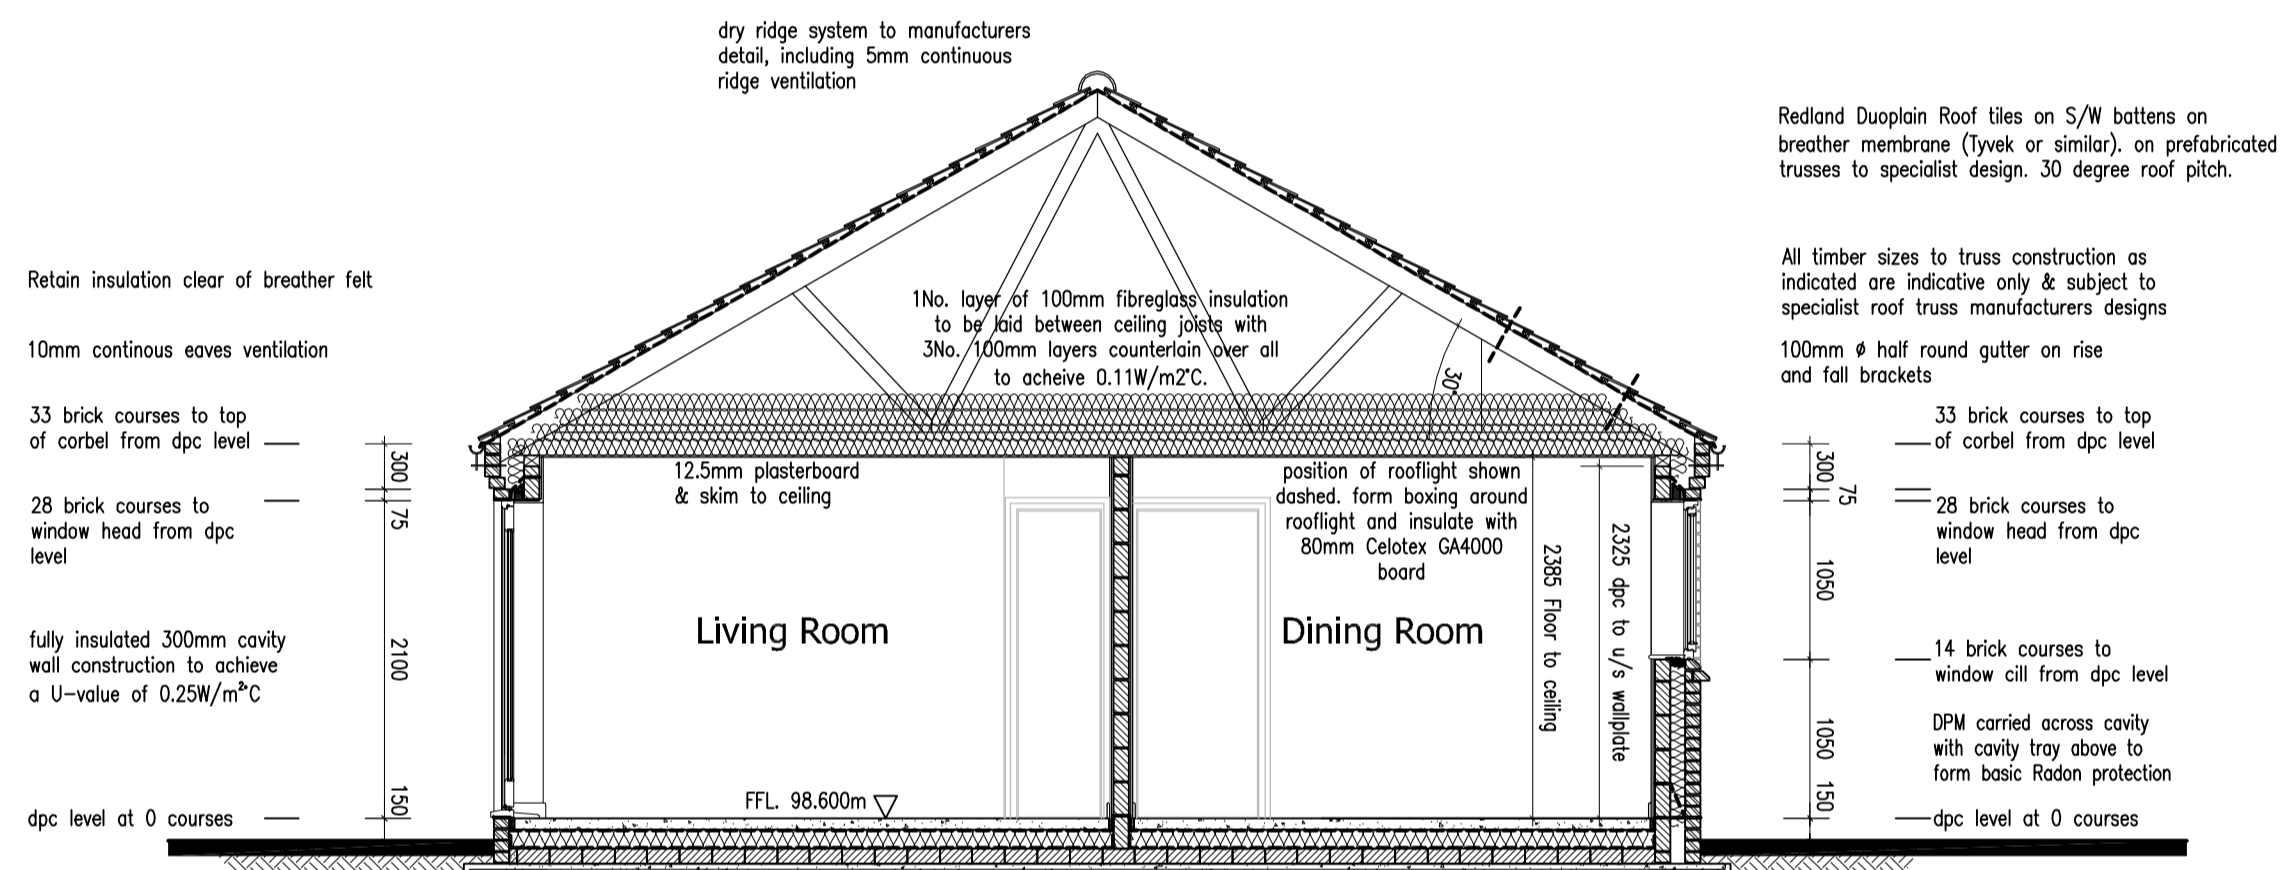 dry ridge system to manufacturers
detail, including 5mm continuous
ridge ventilation
Redland Duoplain Roof tiles on S/W battens on
breather membrane (Tyvek or similar). on prefabricated
trusses to specialist design. 30 degree roof pitch.
All timber sizes to truss construction as
indicated are indicative only & subject to
specialist roof truss manufacturers designs
100mm ø half round gutter on rise
and fall brackets
Retain insulation clear of breather felt
10mm continous eaves ventilation
33 brick courses to top
of corbel from dpc level
28 brick courses to
window head from dpc
level
fully insulated 300mm cavity
wall construction to achieve
a U-value of 0.25W/m²°C
dpc level at 0 courses
300
75
2100
150
1No. layer of 100mm fibreglass insulation
to be laid between ceiling joists with
3No. 100mm layers counterlain over all
to acheive 0.11W/m2°C.
30°
12.5mm plasterboard
& skim to ceiling
position of rooflight shown
dashed. form boxing around
rooflight and insulate with
80mm Celotex GA4000
board
Living Room
Dining Room
FFL. 98.600m
2385 Floor to ceiling
2325 dpc to u/s wallplate
300
75
1050
1050
150
33 brick courses to top
of corbel from dpc level
28 brick courses to
window head from dpc
level
14 brick courses to
window cill from dpc level
DPM carried across cavity
with cavity tray above to
form basic Radon protection
dpc level at 0 courses